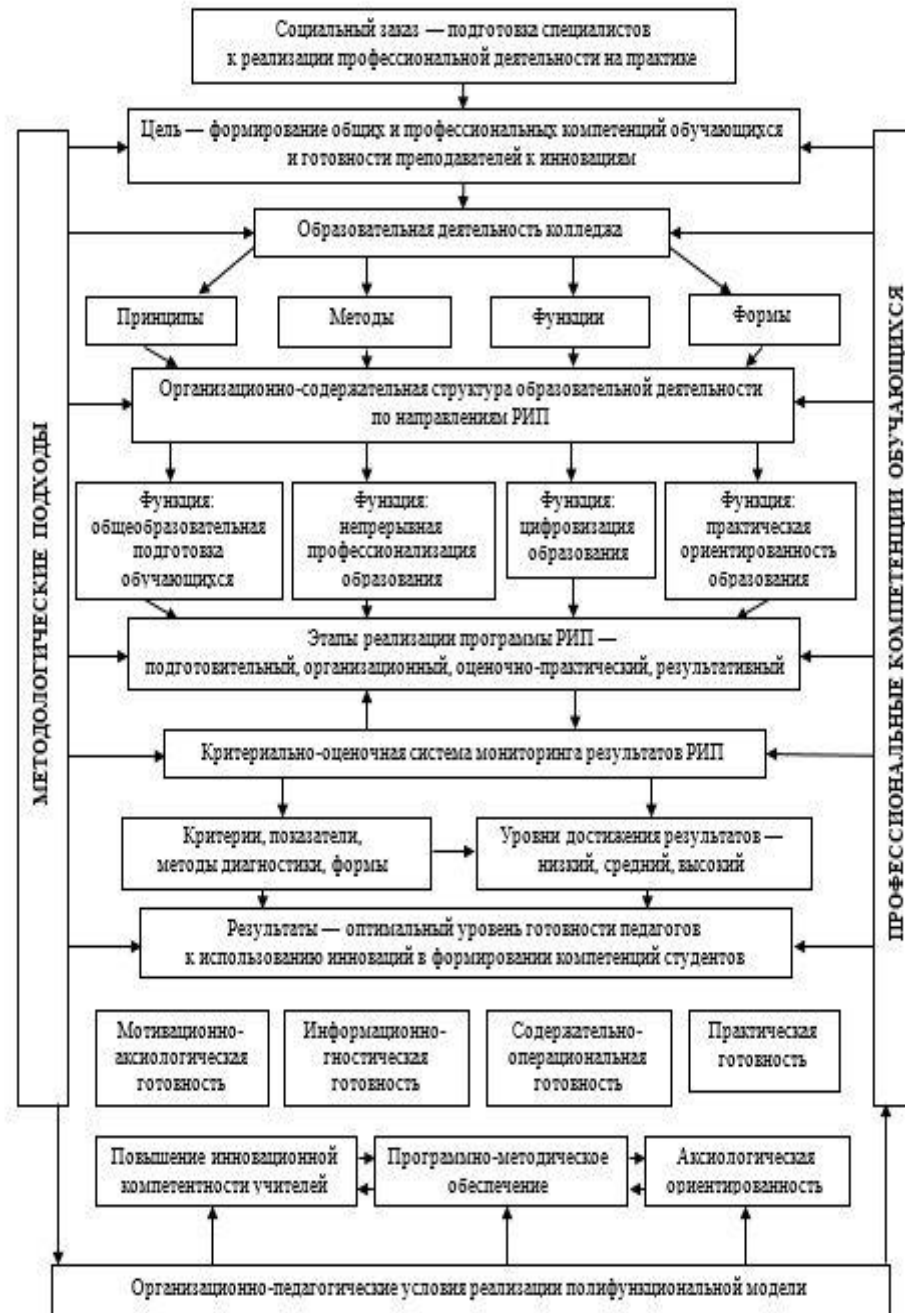 Социальный заказ — подготовка специалистов
к реализации профессиональной деятельности на практике
Цель — формирование общих и профессиональных компетенций обучающихся
и готовности преподавателей к инновациям
МЕТОДОЛОГИЧЕСКИЕ ПОДХОДЫ
ПРОФЕССИОНАЛЬНЫЕ КОМПЕТЕНЦИИ ОБУЧАЮЩИХСЯ
Образовательная деятельность колледжа
Принципы
Методы
Функции
Формы
Организационно-содержательная структура образовательной деятельности
по направлениям РИП
Функция:
общеобразовательная
подготовка
обучающихся
Функция:
непрерывная
профессионализация
образования
Функция:
цифровизация
образования
Функция:
практическая
ориентированность
образования
Этапы реализации программы РИП —
подготовительный, организационный, оценочно-практический, результативный
Критериально-оценочная система мониторинга результатов РИП
Критерии, показатели,
методы диагностики, формы
Уровни достижения результатов —
низкий, средний, высокий
Результаты — оптимальный уровень готовности педагогов
к использованию инноваций в формировании компетенций студентов
Мотивационно-
аксиологическая
готовность
Информационно-
гностическая
готовность
Содержательно-
операциональная
готовность
Практическая
готовность
Повышение инновационной
компетентности учителей
Программно-методическое
обеспечение
Аксиологическая
ориентированность
Организационно-педагогические условия реализации полифункциональной модели